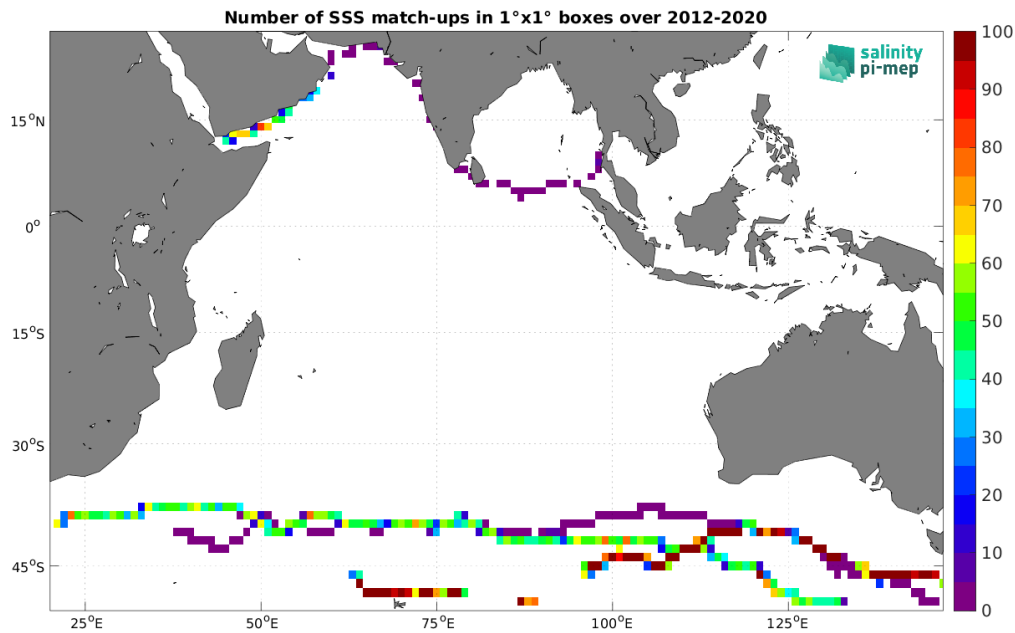 Number of SSS match-ups in 1°x1° boxes over 2012-2020
salinity
pi-mep
100
90
80
70
60
50
40
30
20
10
0
15°N
0°
15°S
30°S
45°S
25°E
50°E
75°E
100°E
125°E